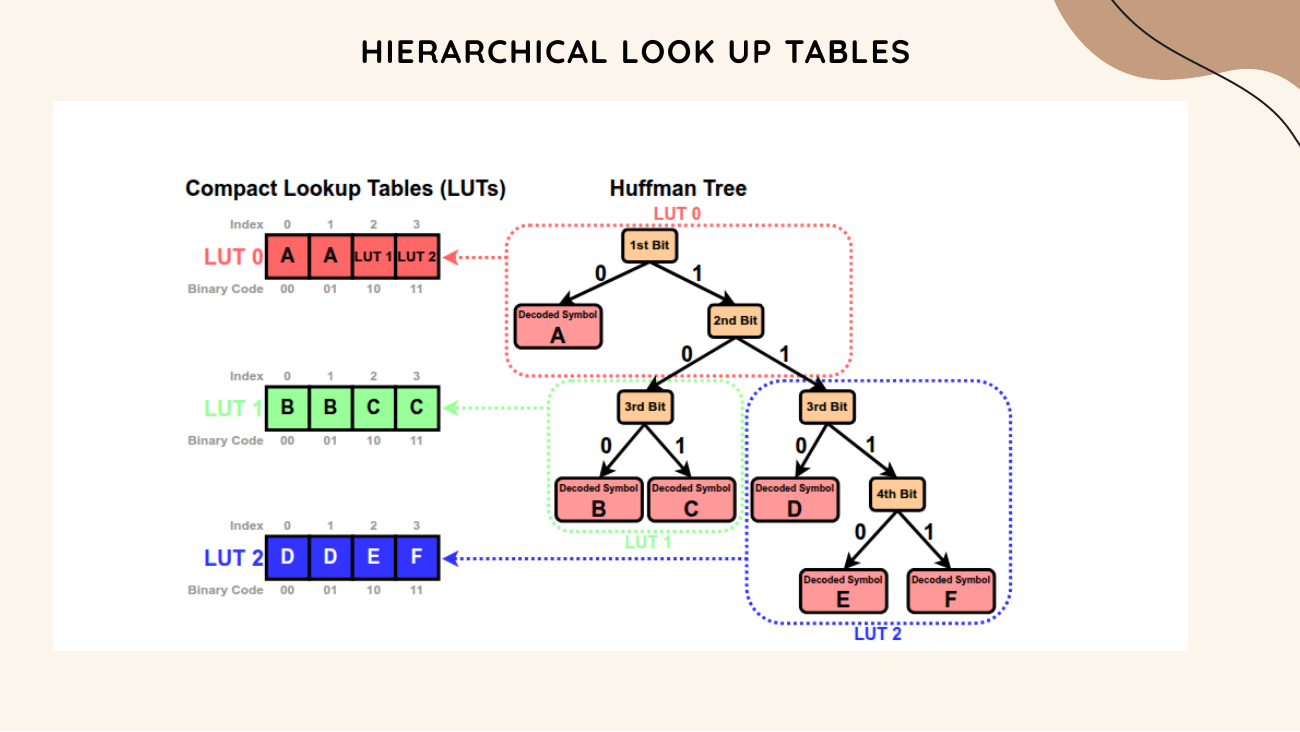 HIERARCHICAL LOOK UP TABLES
Compact Lookup Tables (LUTs)
Index 0 1 2 3
LUT 0 A A LUT 1 LUT 2
Binary Code 00 01 10 11
Index 0 1 2 3
LUT 1 B B C C
Binary Code 00 01 10 11
Index 0 1 2 3
LUT 2 D D E F
Binary Code 00 01 10 11
Huffman Tree
LUT 0
1st Bit
0 1
Decoded Symbol
A
2nd Bit
0 1
3rd Bit
0 1
Decoded Symbol
B
Decoded Symbol
C
LUT 1
3rd Bit
0 1
Decoded Symbol
D
4th Bit
0 1
Decoded Symbol
E
Decoded Symbol
F
LUT 2